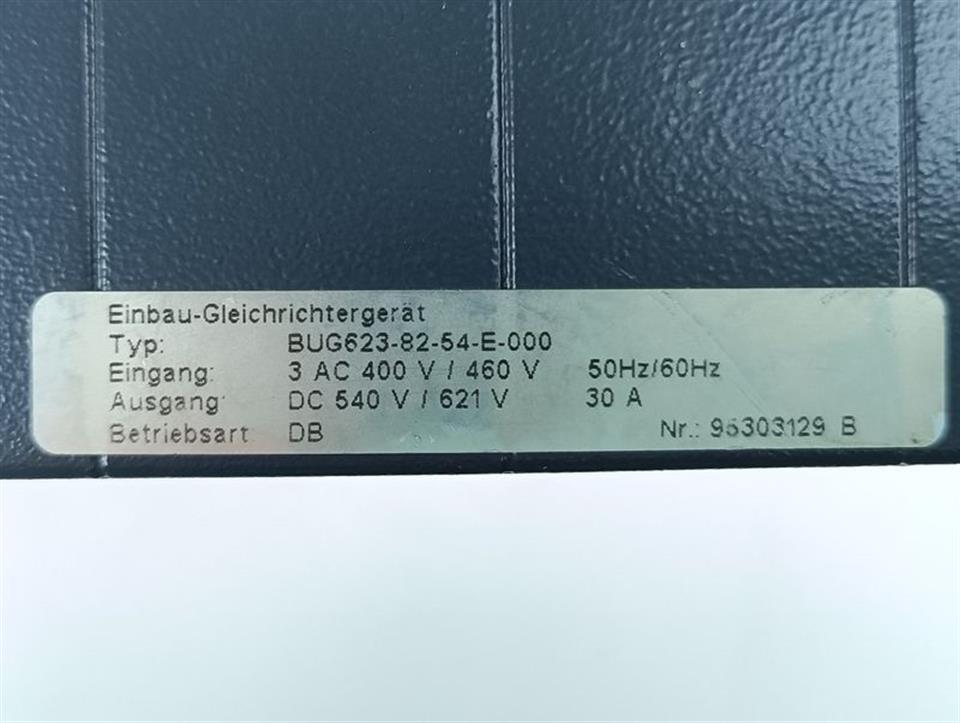 Einbau-Gleichrichtergerät
Typ: BUG623-82-54-E-000
Eingang: 3 AC 400 V / 460 V 50Hz/60Hz
Ausgang: DC 540 V / 621 V 30 A
Betriebsart: DB Nr.: 95303129 B